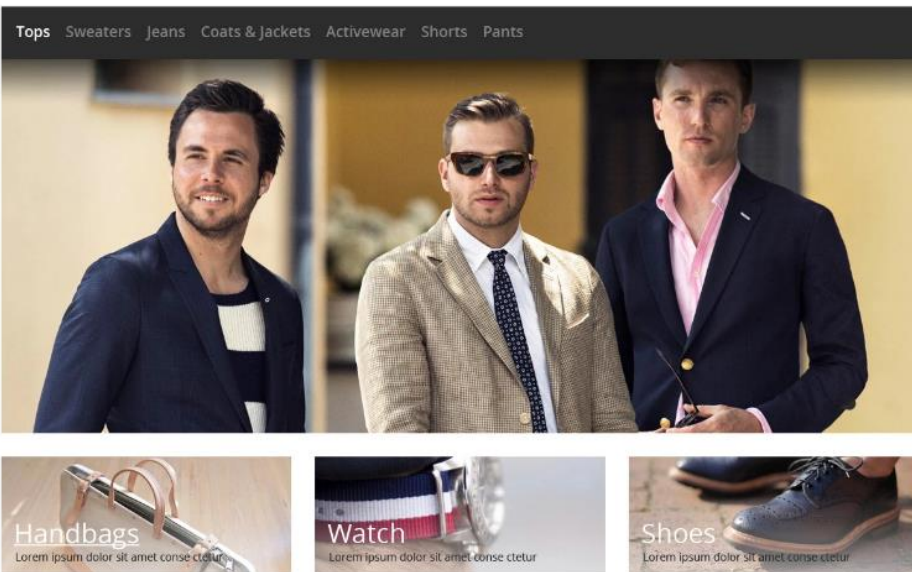 Tops Sweaters Jeans Coats & Jackets Activewear Shorts Pants
Handbags
Lorem ipsum dolor sit amet conse ctetur
Watch
Lorem ipsum dolor sit amet conse ctetur
Shoes
Lorem ipsum dolor sit amet conse ctetur